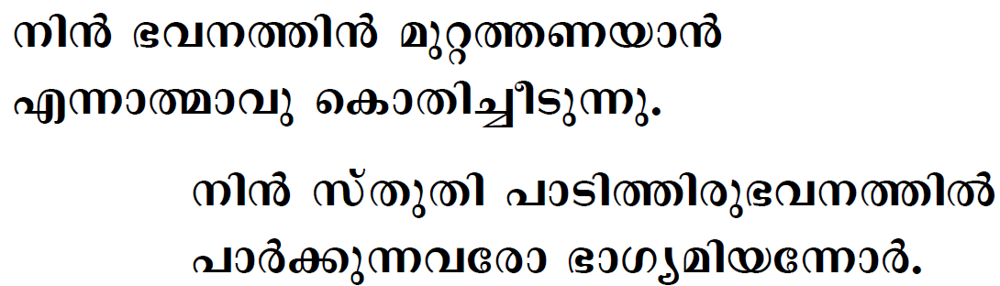 നിൻ ഭവനത്തിൻ മുറ്റത്തണയാൻ
എന്നാത്മാവു കൊതിച്ചീടുന്നു.
നിൻ സ്തുതി പാടിത്തിരുഭവനത്തിൽ
പാർക്കുന്നവരോ ഭാഗ്യമിയന്നോർ.